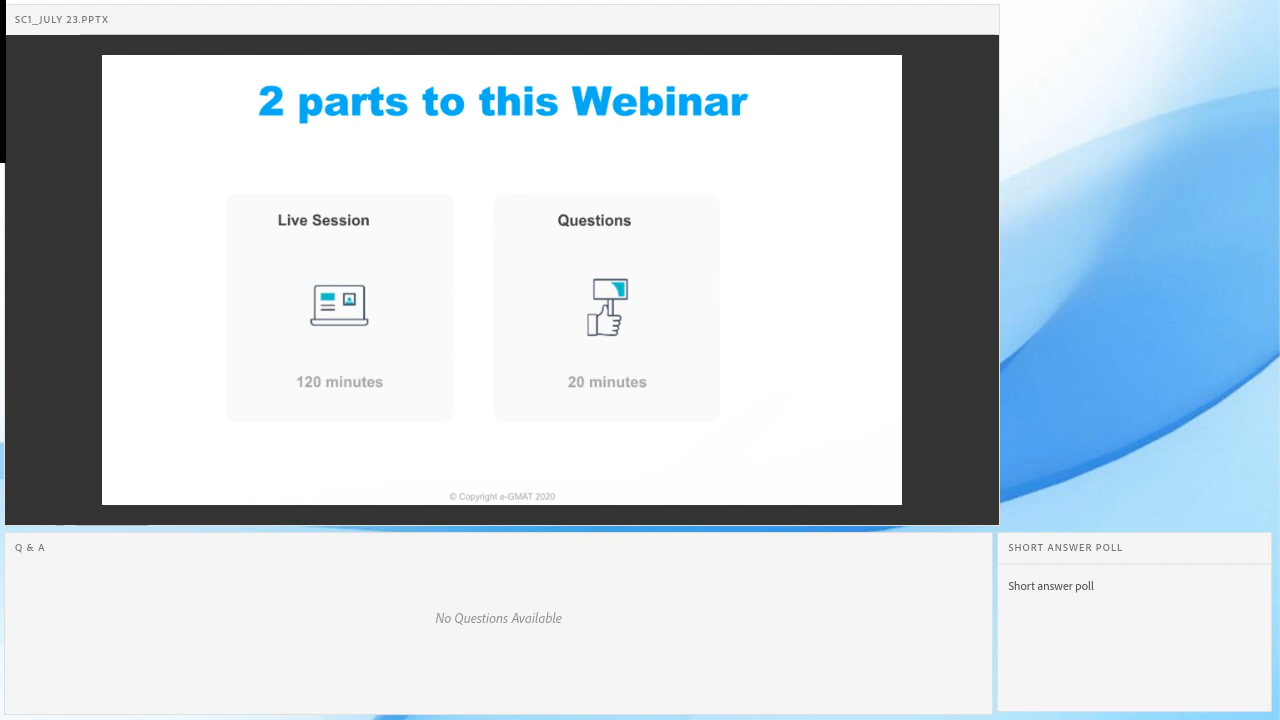 SC1_JULY 23.PPTX
2 parts to this Webinar
Live Session
Questions
120 minutes
20 minutes
© Copyright e-GMAT 2020
Q & A
No Questions Available
SHORT ANSWER POLL
Short answer poll